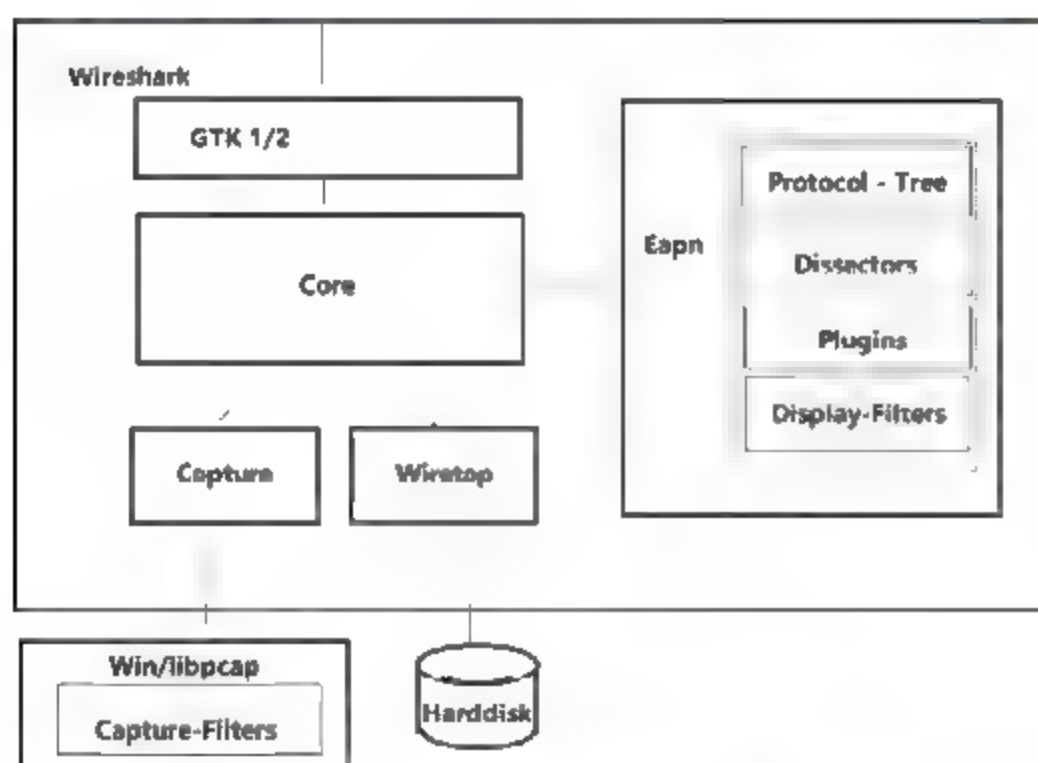 Wireshark
GTK 1/2
Core
Eapn
Protocol - Tree
Dissectors
Plugins
Display-Filters
Capture
Wiretop
Win/libpcap
Capture-Filters
Harddisk